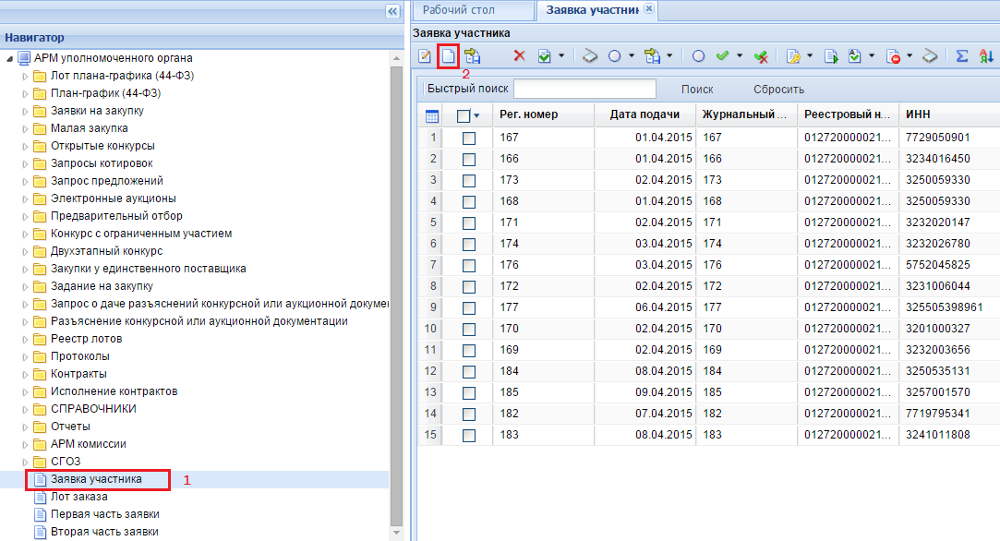 Рабочий стол
Заявка участник
Навигатор
Заявка участника
АРМ уполномоченного органа
Лот плана-графика (44-ФЗ)
План-график (44-ФЗ)
Заявки на закупку
Малая закупка
Открытые конкурсы
Запросы котировок
Запрос предложений
Электронные аукционы
Предварительный отбор
Конкурс с ограниченным участием
Двухэтапный конкурс
Закупки у единственного поставщика
Задание на закупку
Запрос о даче разъяснений конкурсной или аукционной докумен
Разъяснение конкурсной или аукционной документации
Реестр лотов
Протоколы
Контракты
Исполнение контрактов
СПРАВОЧНИКИ
Отчеты
АРМ комиссии
СГОЗ
Заявка участника 1
Лот заказа
Первая часть заявки
Вторая часть заявки
2
Быстрый поиск Поиск Сбросить
Рег. номер Дата подачи Журнальный ... Реестровый н... ИНН
1 167 01.04.2015 167 012720000021... 7729050901
2 166 01.04.2015 166 012720000021... 3234016450
3 173 02.04.2015 173 012720000021... 3250059330
4 168 01.04.2015 168 012720000021... 3250059330
5 171 02.04.2015 171 012720000021... 3232020147
6 174 03.04.2015 174 012720000021... 3232026780
7 176 03.04.2015 176 012720000021... 5752045825
8 172 02.04.2015 172 012720000021... 3231006044
9 177 06.04.2015 177 012720000021... 325505398961
10 170 02.04.2015 170 012720000021... 3201000327
11 169 02.04.2015 169 012720000021... 3232003656
12 184 08.04.2015 184 012720000021... 3250535131
13 185 09.04.2015 185 012720000021... 3257001570
14 182 07.04.2015 182 012720000021... 7719795341
15 183 08.04.2015 183 012720000021... 3241011808